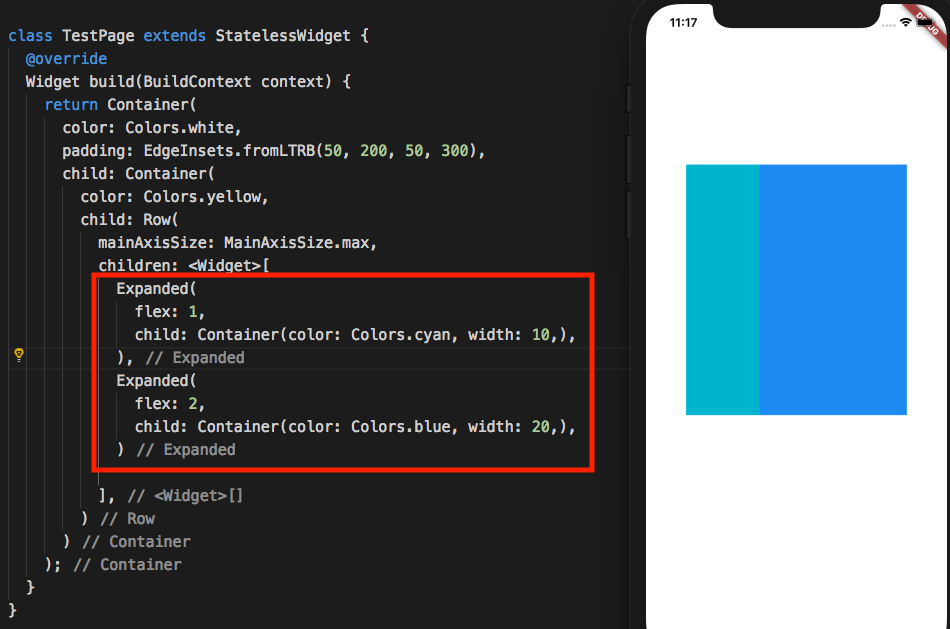 class TestPage extends StatelessWidget {
@override
Widget build(BuildContext context) {
return Container(
color: Colors.white,
padding: EdgeInsets.fromLTRB(50, 200, 50, 300),
child: Container(
color: Colors.yellow,
child: Row(
mainAxisSize: MainAxisSize.max,
children: <Widget>[
Expanded(
flex: 1,
child: Container(color: Colors.cyan, width: 10,),
), // Expanded
Expanded(
flex: 2,
child: Container(color: Colors.blue, width: 20,),
) // Expanded
], // <Widget>[]
) // Row
) // Container
); // Container
}
}
11:17
DEBUG